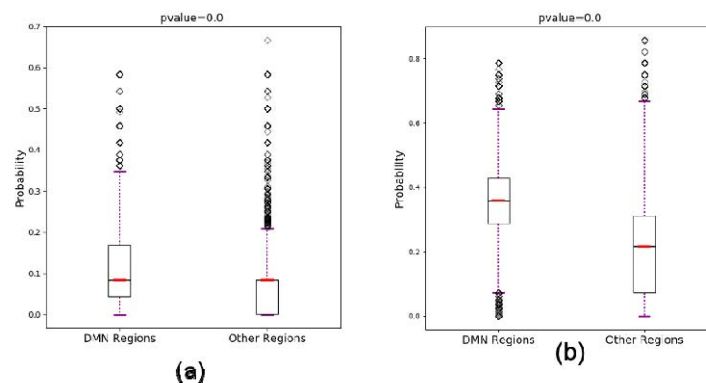 pvalue=0.0
0.7
0.6
0.5
0.4
0.3
0.2
0.1
0.0
Probability
DMN Regions
Other Regions
(a)
pvalue=0.0
0.8
0.6
0.4
0.2
0.0
Probability
DMN Regions
Other Regions
(b)